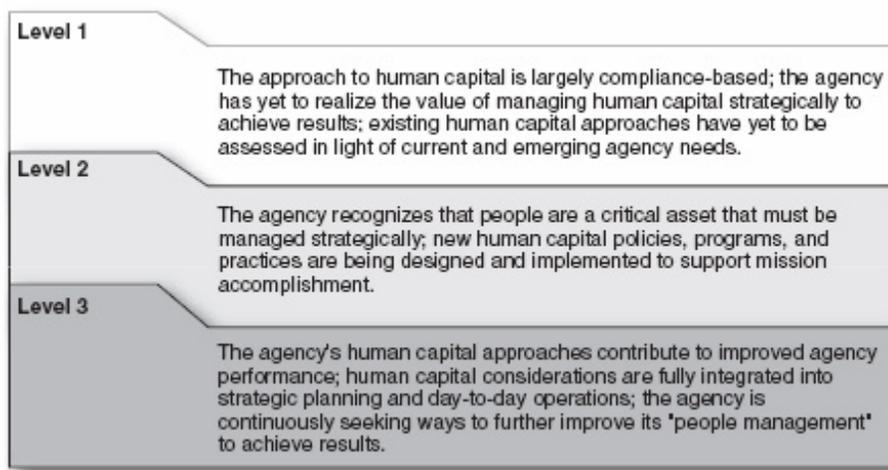 Level 1
The approach to human capital is largely compliance-based; the agency
has yet to realize the value of managing human capital strategically to
achieve results; existing human capital approaches have yet to be
assessed in light of current and emerging agency needs.
Level 2
The agency recognizes that people are a critical asset that must be
managed strategically; new human capital policies, programs, and
practices are being designed and implemented to support mission
accomplishment.
Level 3
The agency's human capital approaches contribute to improved agency
performance; human capital considerations are fully integrated into
strategic planning and day-to-day operations; the agency is
continuously seeking ways to further improve its "people management"
to achieve results.